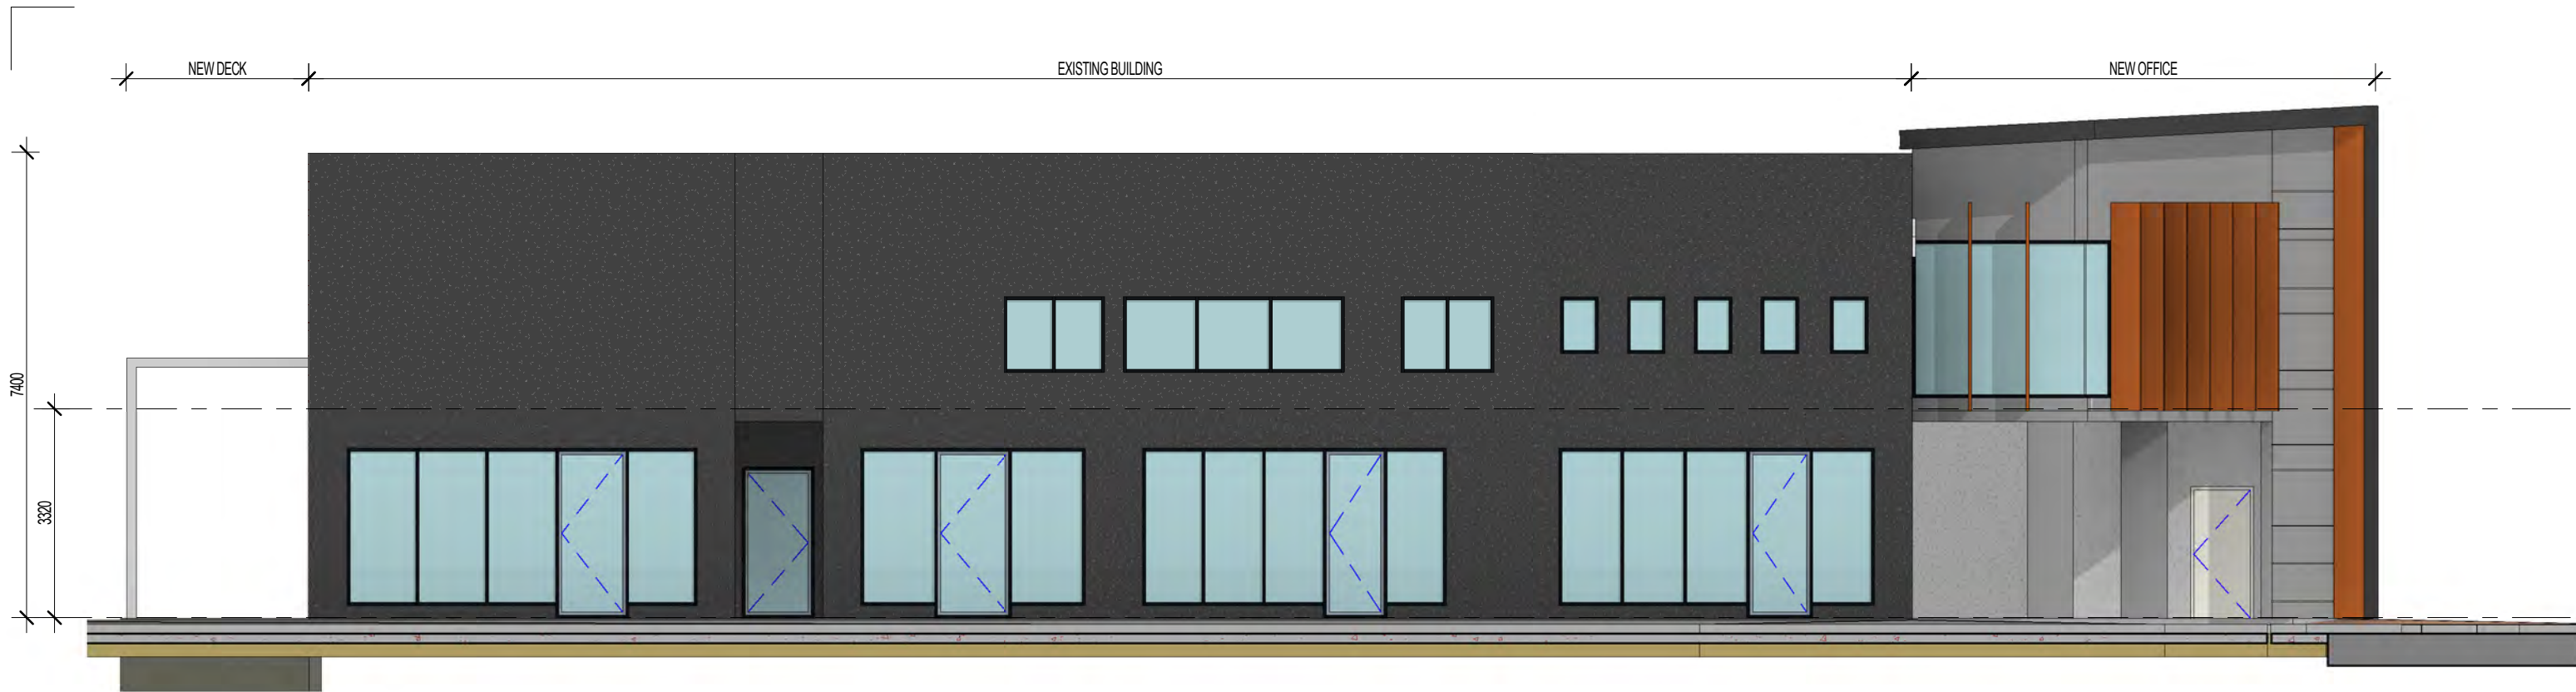 NEW DECK
EXISTING BUILDING
NEW OFFICE
7400
3320